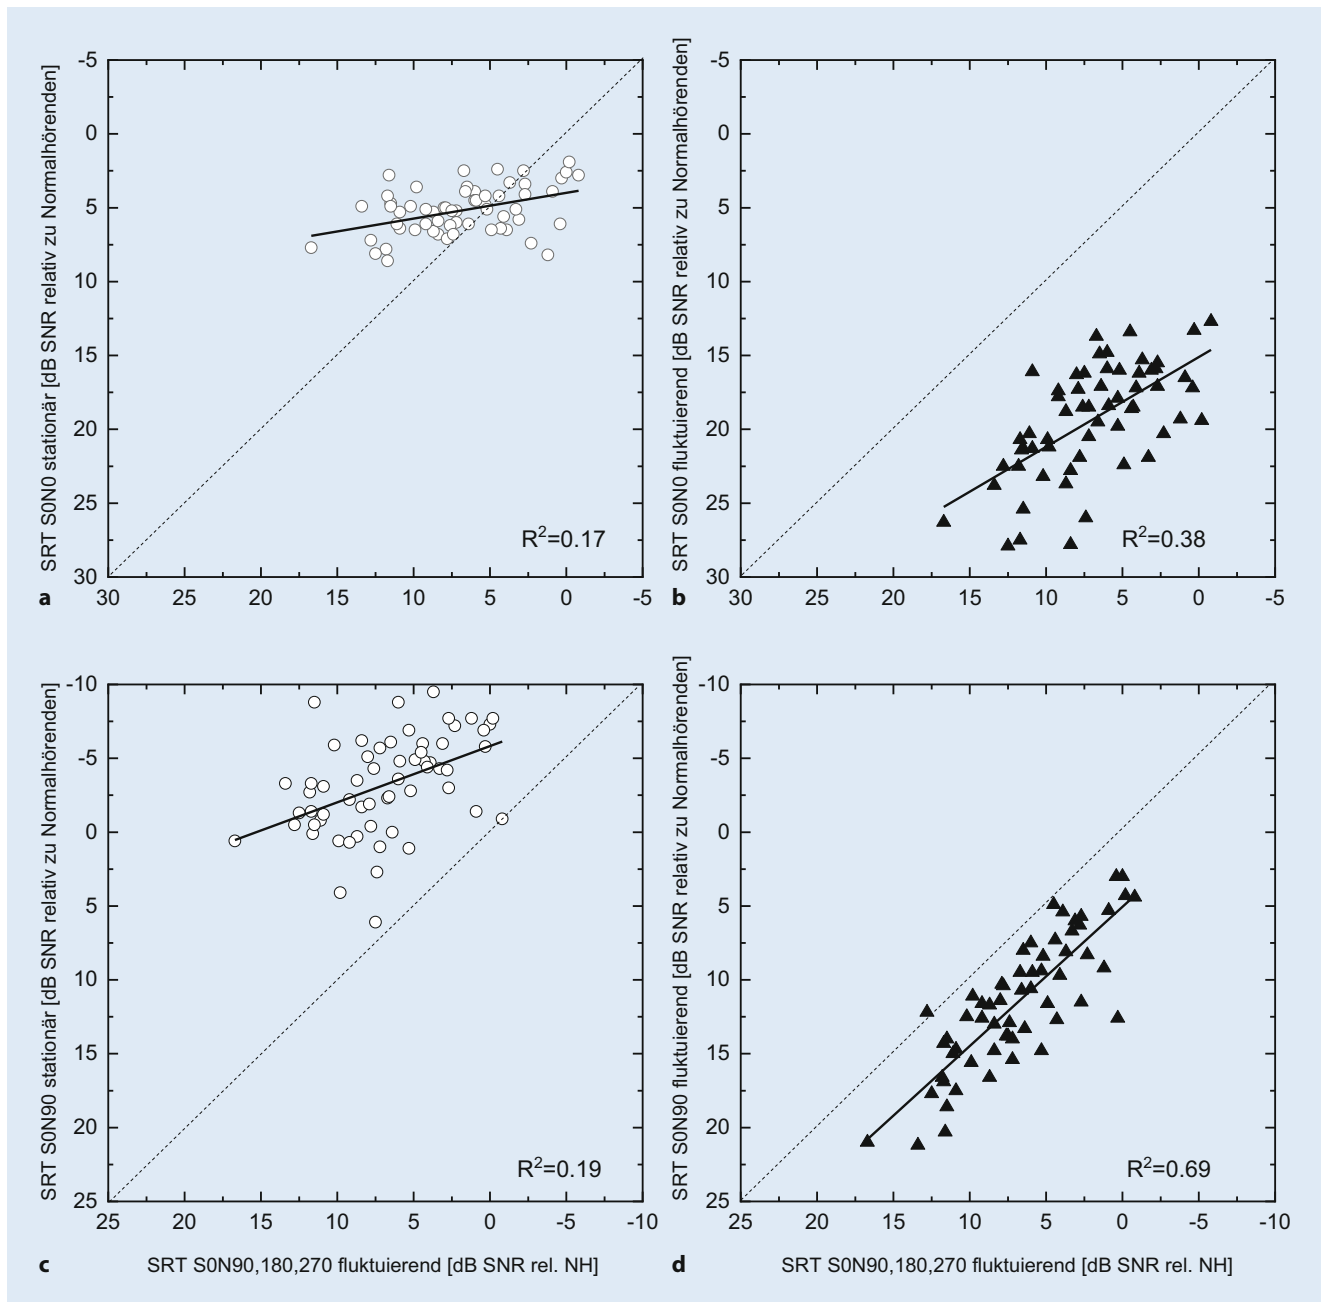 SRT S0N0 stationär [dB SNR relativ zu Normalhörenden]
-5
0
5
10
15
20
25
30
R2=0.17
30 25 20 15 10 5 0 -5
a
SRT S0N0 fluktuierend [dB SNR relativ zu Normalhörenden]
-5
0
5
10
15
20
25
30
R2=0.38
30 25 20 15 10 5 0 -5
b
SRT S0N90 stationär [dB SNR relativ zu Normalhörenden]
-10
-5
0
5
10
15
20
25
R2=0.19
25 20 15 10 5 0 -5 -10
c SRT S0N90,180,270 fluktuierend [dB SNR rel. NH]
SRT S0N90 fluktuierend [dB SNR relativ zu Normalhörenden]
-10
-5
0
5
10
15
20
25
R2=0.69
25 20 15 10 5 0 -5 -10
d SRT S0N90,180,270 fluktuierend [dB SNR rel. NH]